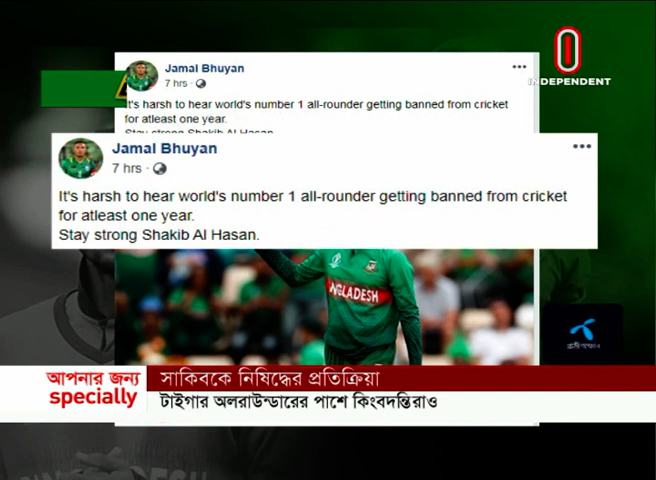 INDEPENDENT
Jamal Bhuyan
7 hrs
It's harsh to hear world's number 1 all-rounder getting banned from cricket
for atleast one year.
Stay strong Shakib Al Hasan.
Jamal Bhuyan
7 hrs
It's harsh to hear world's number 1 all-rounder getting banned from cricket
for atleast one year.
Stay strong Shakib Al Hasan.
BANGLADESH
গ্রামীণফোন
আপনার জন্য
specially
সাকিবকে নিষিদ্ধের প্রতিক্রিয়া
টাইগার অলরাউন্ডারের পাশে কিংবদন্তিরাও